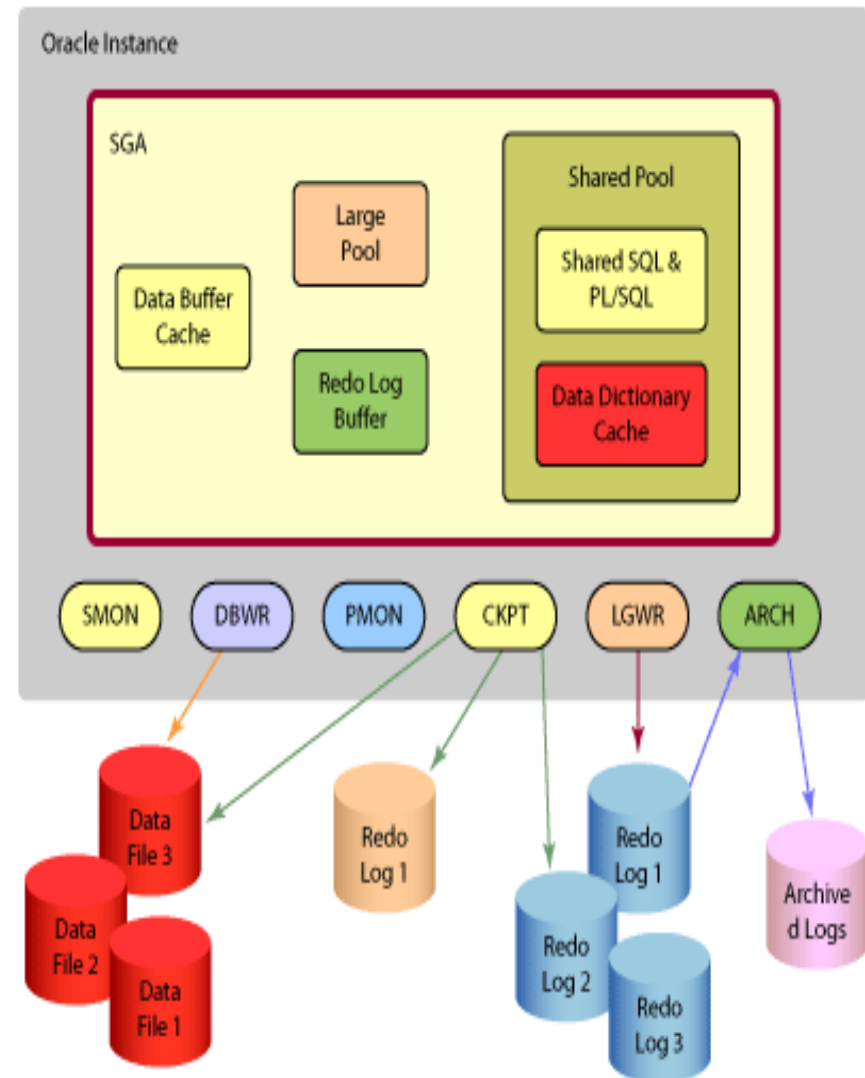 Oracle Instance
SGA
Large
Pool
Shared Pool
Shared SQL &
PL/SQL
Data Buffer
Cache
Redo Log
Buffer
Data Dictionary
Cache
SMON
DBWR
PMON
CKPT
LGWR
ARCH
Data
File 3
Redo
Log 1
Redo
Log 1
Archive
d Logs
Data
File 2
Redo
Log 2
Data
File 1
Redo
Log 3